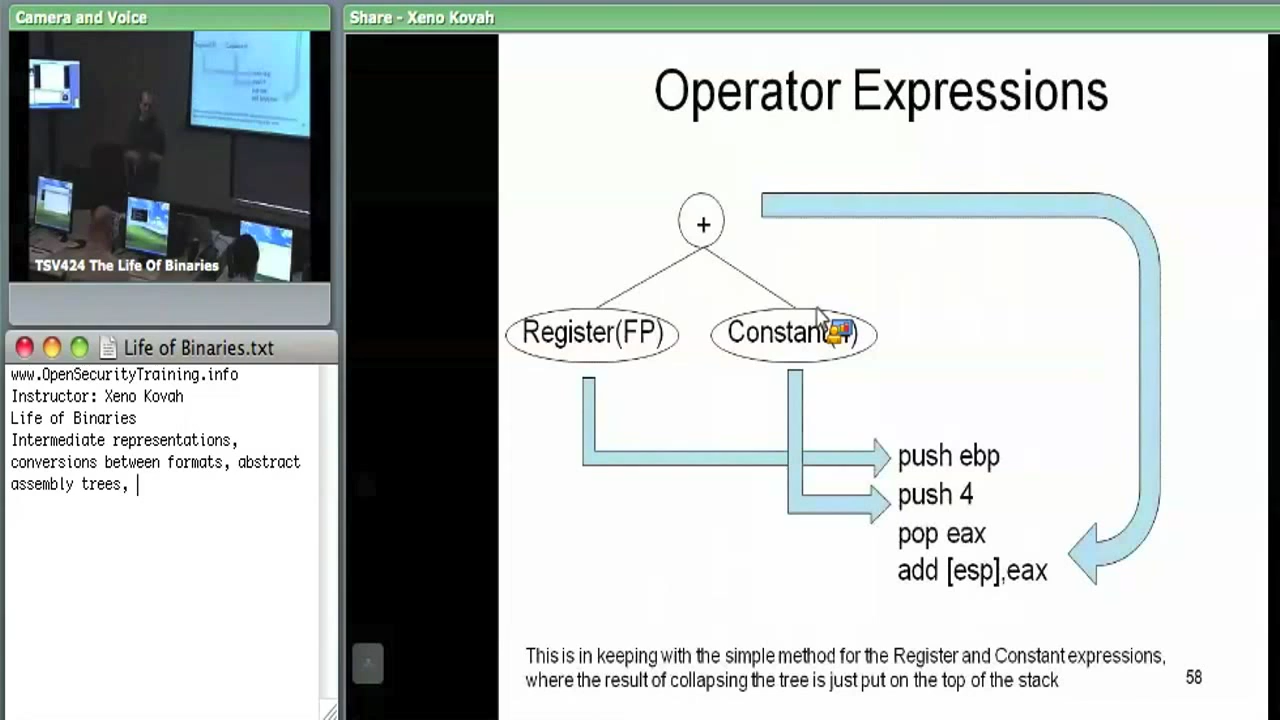 Camera and Voice
TSV424 The Life Of Binaries
Life of Binaries.txt
www.OpenSecurityTraining.info
Instructor: Xeno Kovah
Life of Binaries
Intermediate representations,
conversions between formats, abstract
assembly trees,
Share - Xeno Kovah
Operator Expressions
+
Register(FP)
Constant(4)
push ebp
push 4
pop eax
add [esp],eax
This is in keeping with the simple method for the Register and Constant expressions,
where the result of collapsing the tree is just put on the top of the stack
58